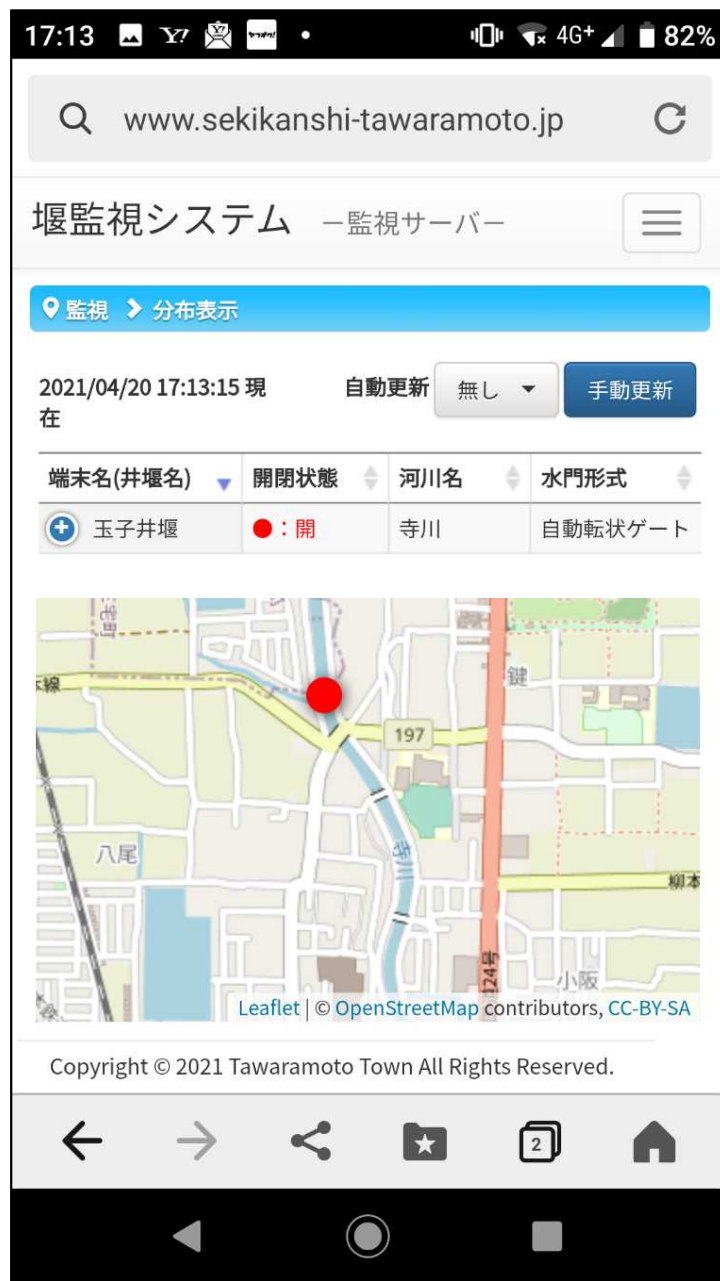 17:13
4G+
82%
www.sekikanshi-tawaramoto.jp
堰監視システム －監視サーバ－
監視 分布表示
2021/04/20 17:13:15 現在
自動更新 無し 手動更新
端末名(井堰名) 開閉状態 河川名 水門形式
玉子井堰 ●：開 寺川 自動転状ゲート
三宅町
線
鍵
197
八尾
寺川
柳本
24号
小阪
Leaflet | © OpenStreetMap contributors, CC-BY-SA
Copyright © 2021 Tawaramoto Town All Rights Reserved.
2